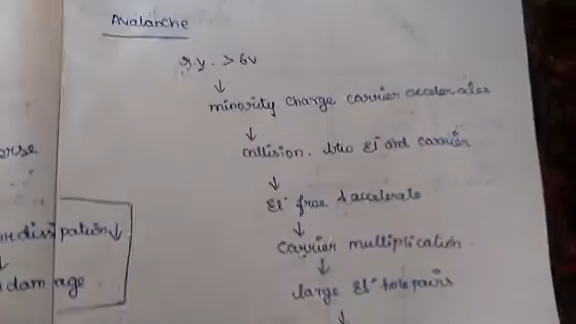 Avalanche
r.v. > 6v
↓
minority charge carrier accelerates
↓
collision. btw El⁻ and carrier
↓
El⁻ free & accelerate
↓
carrier multiplication.
↓
large El⁻ hole pairs
↓
orse
dissipation↓
↓
damage